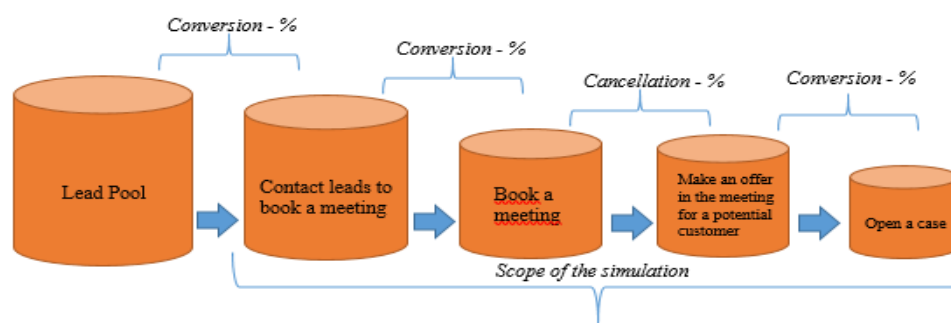 Conversion - %
Conversion - %
Cancellation - %
Conversion - %
Lead Pool
Contact leads to
book a meeting
Book a
meeting
Make an offer
in the meeting
for a potential
customer
Open a case
Scope of the simulation